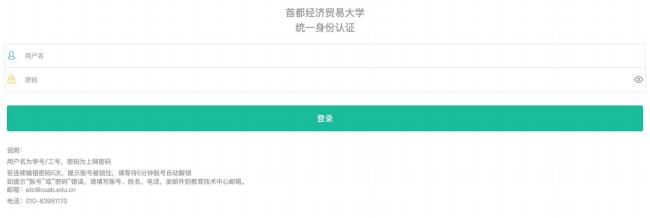 首都经济贸易大学
统一身份认证
用户名
密码
登录
说明：
用户名为学号/工号，密码为上网密码
若连续输错密码5次，提示账号被锁住，请等待5分钟账号自动解锁
如提示“账号”或“密码”错误，请填写账号、姓名、电话，发邮件到教育技术中心邮箱。
邮箱：etc@cueb.edu.cn
电话：010-83951170